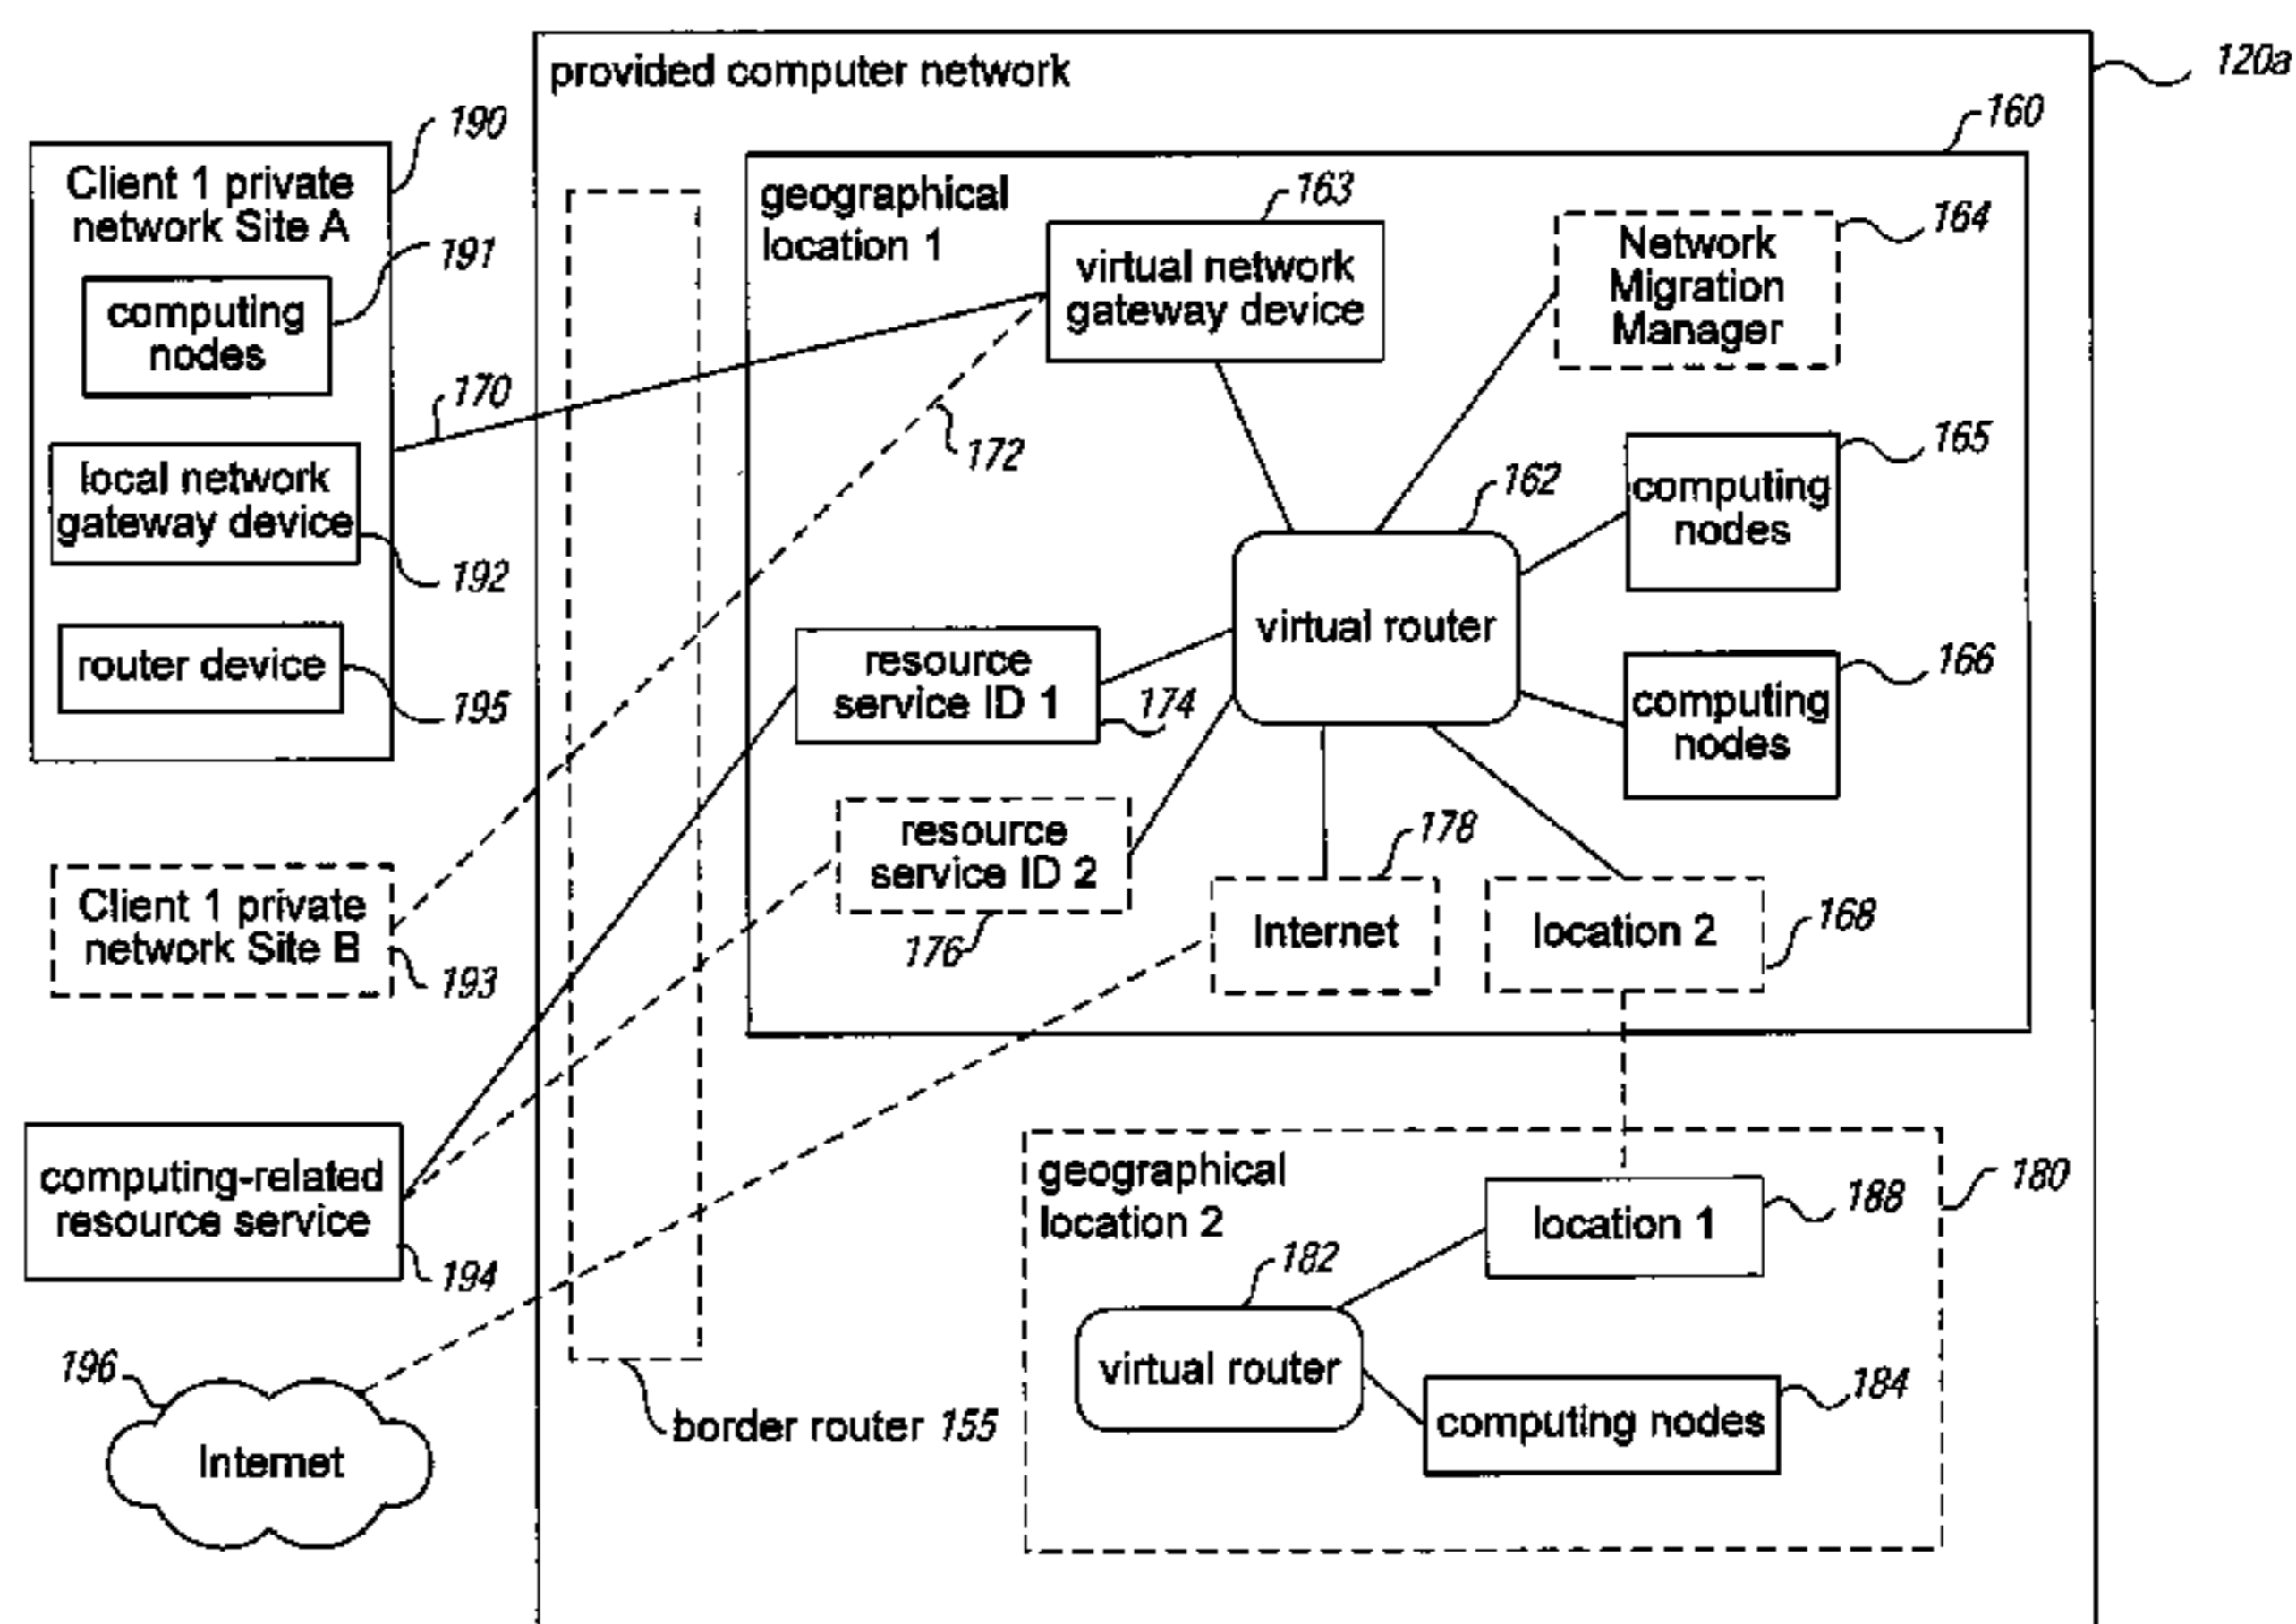 provided computer network
120a
160
190
Client 1 private
network Site A
191
computing
nodes
170
local network
gateway device
192
router device
195
geographical
location 1
163
virtual network
gateway device
164
Network
Migration
Manager
172
162
165
computing
nodes
virtual router
166
computing
nodes
resource
service ID 1
174
resource
service ID 2
176
178
Internet
location 2
168
Client 1 private
network Site B
193
computing-related
resource service
194
geographical
location 2
180
location 1
188
182
virtual router
computing nodes
184
196
Internet
border router 155